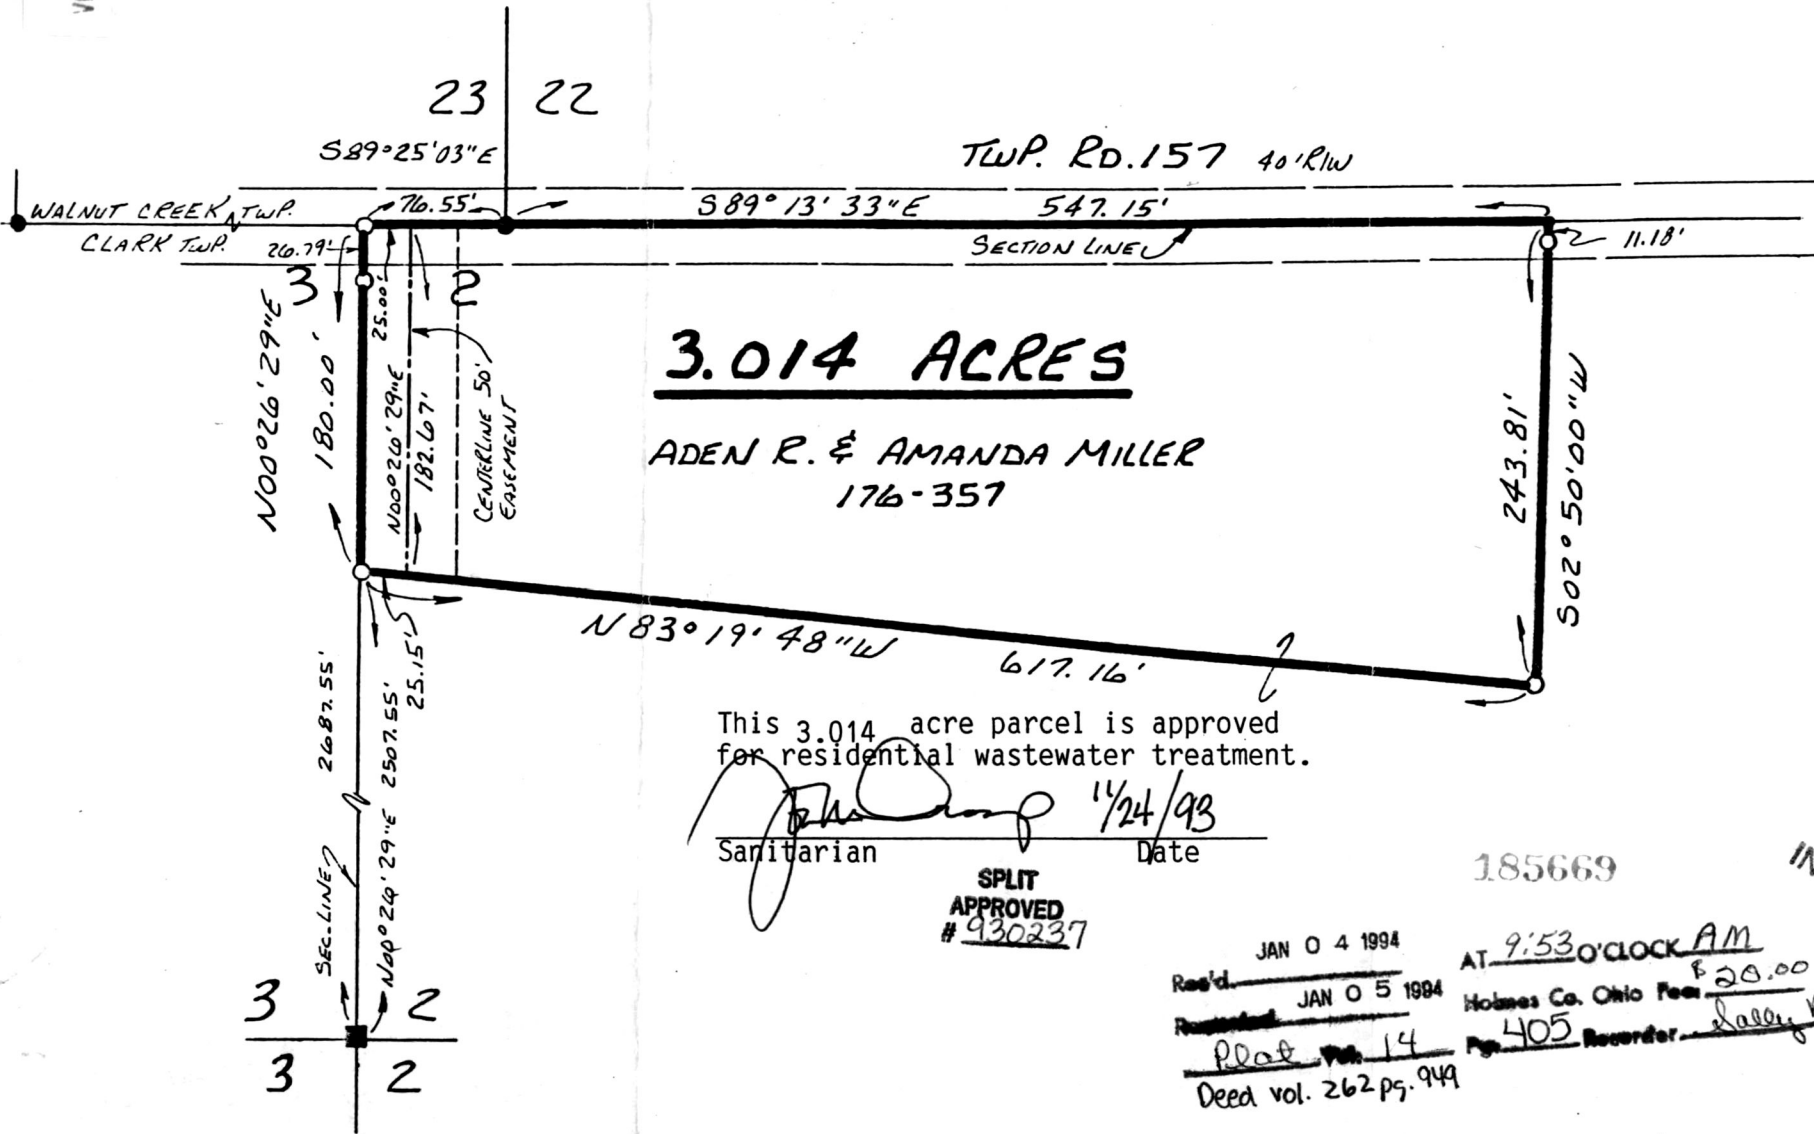 23 22
S89°25'03"E
TWP. RD. 157 40' R/W
WALNUT CREEK TWP.
76.55'
S89° 13' 33"E 547.15'
CLARK TWP.
26.79'
SECTION LINE
11.18'
3 2
25.00'
N00°26'29"E
180.00'
N00°26'29"E
182.67'
CENTERLINE 50'
EASEMENT
3.014 ACRES
ADEN R. & AMANDA MILLER
176-357
243.81'
S02°50'00"W
N83°19'48"W 617.16'
25.15'
2687.55'
N00°26'29"E 2507.55'
SEC. LINE
3 2
3 2
This 3.014 acre parcel is approved
for residential wastewater treatment.
11/24/93
Sanitarian Date
SPLIT
APPROVED
# 930237
185669
JAN 04 1994
Rec'd.
AT 9:53 O'CLOCK AM
JAN 05 1994
Holmes Co. Ohio Fee $20.00
Recorded
Plat Vol. 14
Pg. 405 Recorder Sally
Deed vol. 262 pg. 949